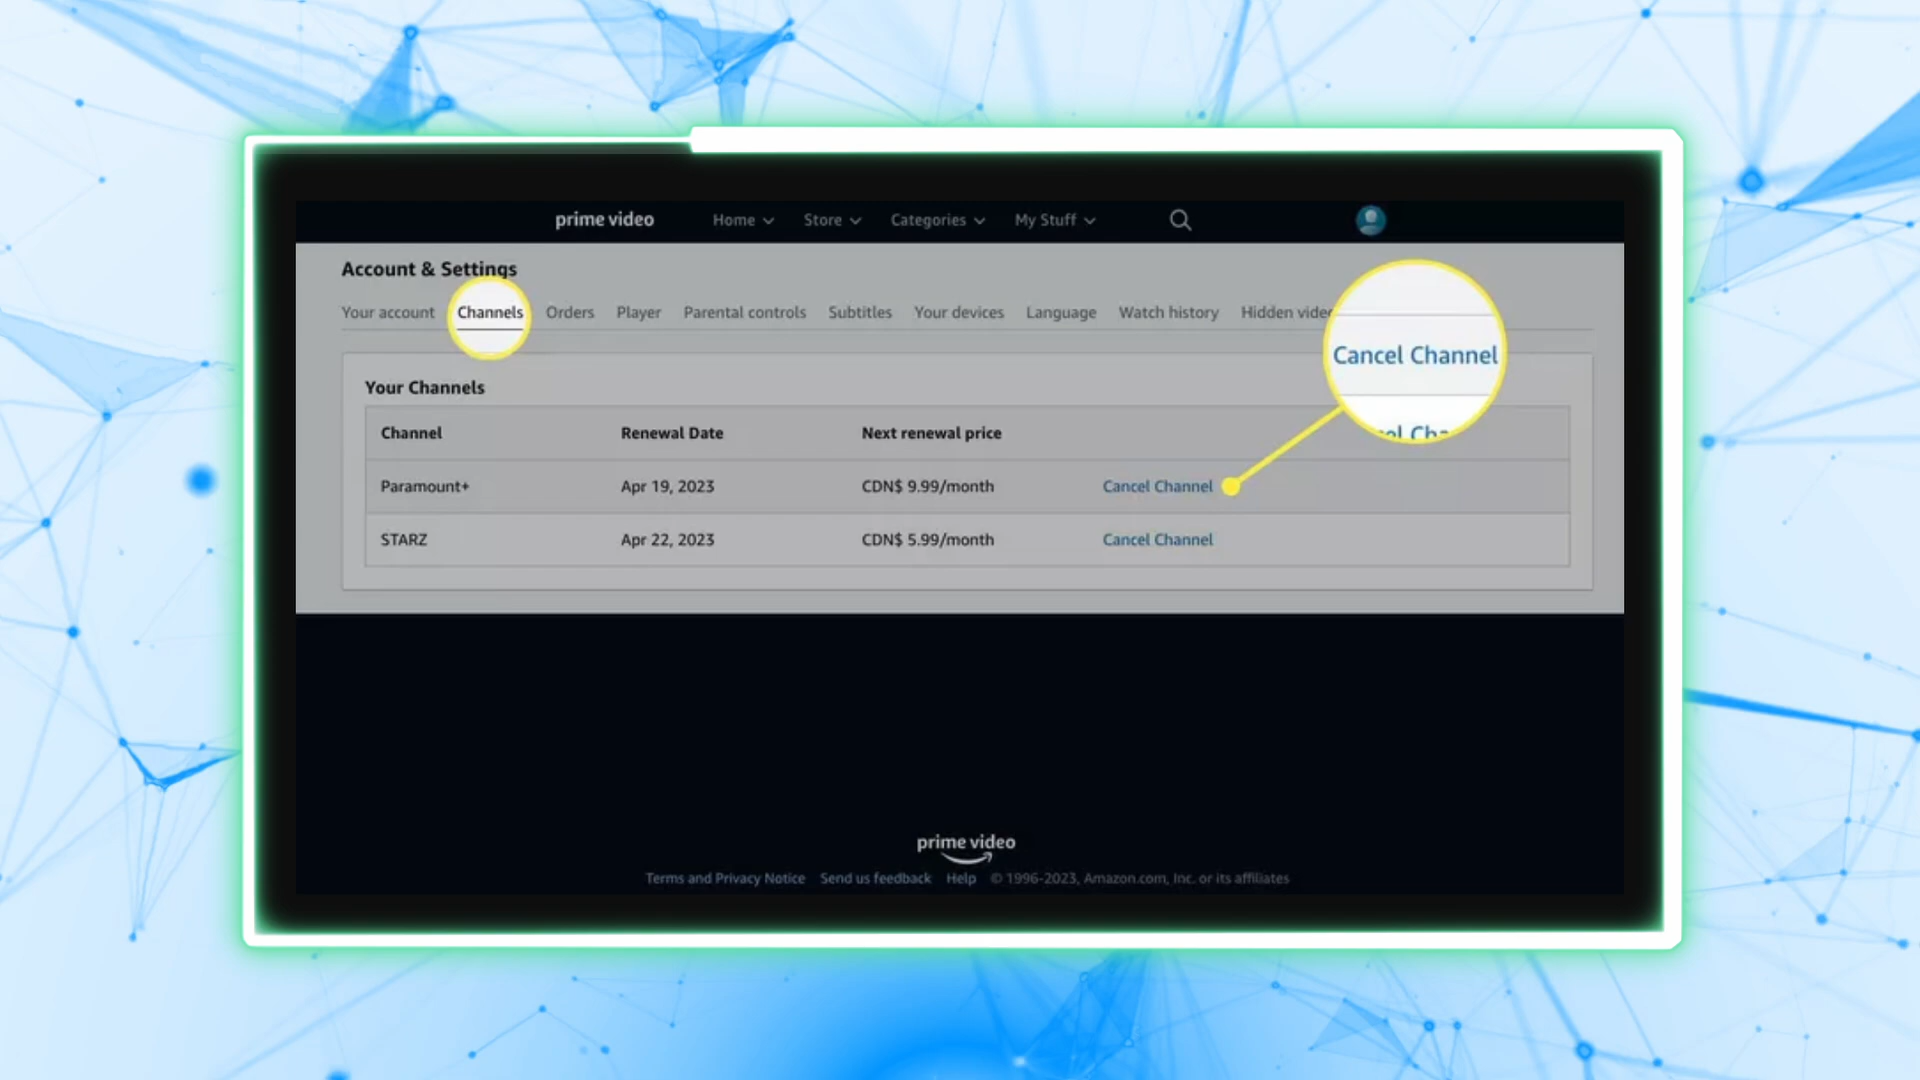 prime video Home Store Categories My Stuff
Account & Settings
Your account Channels Orders Player Parental controls Subtitles Your devices Language Watch history Hidden
Cancel Channel
Your Channels
Channel Renewal Date Next renewal price
Paramount+ Apr 19, 2023 CDN$ 9.99/month Cancel Channel
STARZ Apr 22, 2023 CDN$ 5.99/month Cancel Channel
prime video
Terms and Privacy Notice Send us feedback Help © 1996-2023, Amazon.com, Inc. or its affiliates